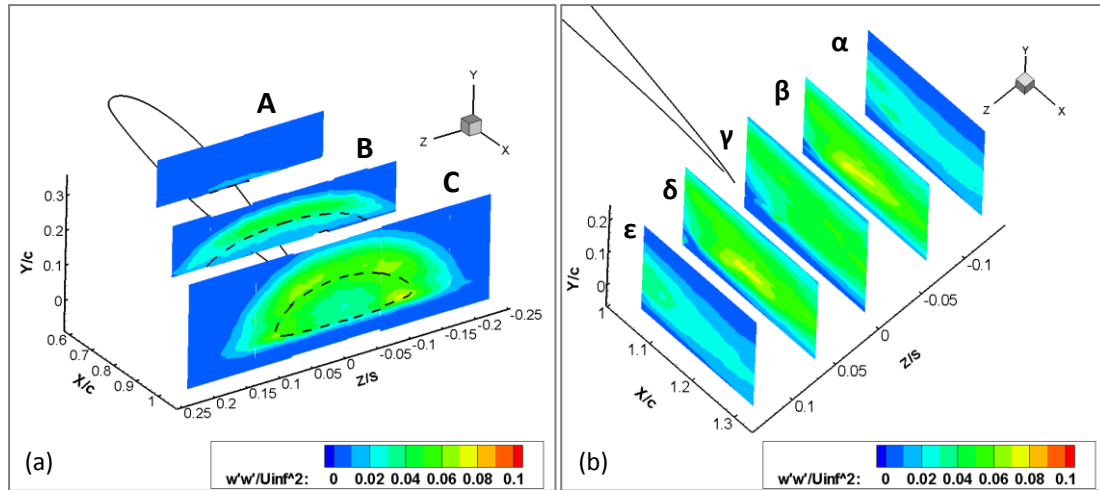 A
B
C
Y
Z
X
0.3
0.2
0.1
0
Y/c
0.6
0.7
0.8
0.9
1
X/c
0.25
0.2
0.15
0.1
0.05
0
-0.05
-0.1
-0.15
-0.2
-0.25
Z/S
(a)
w'w'/Uinf^2: 0 0.02 0.04 0.06 0.08 0.1
α
β
γ
δ
ε
Y
Z
X
0.2
0.1
0
Y/c
1
1.1
1.2
1.3
X/c
0.1
0.05
0
-0.05
-0.1
Z/S
(b)
w'w'/Uinf^2: 0 0.02 0.04 0.06 0.08 0.1